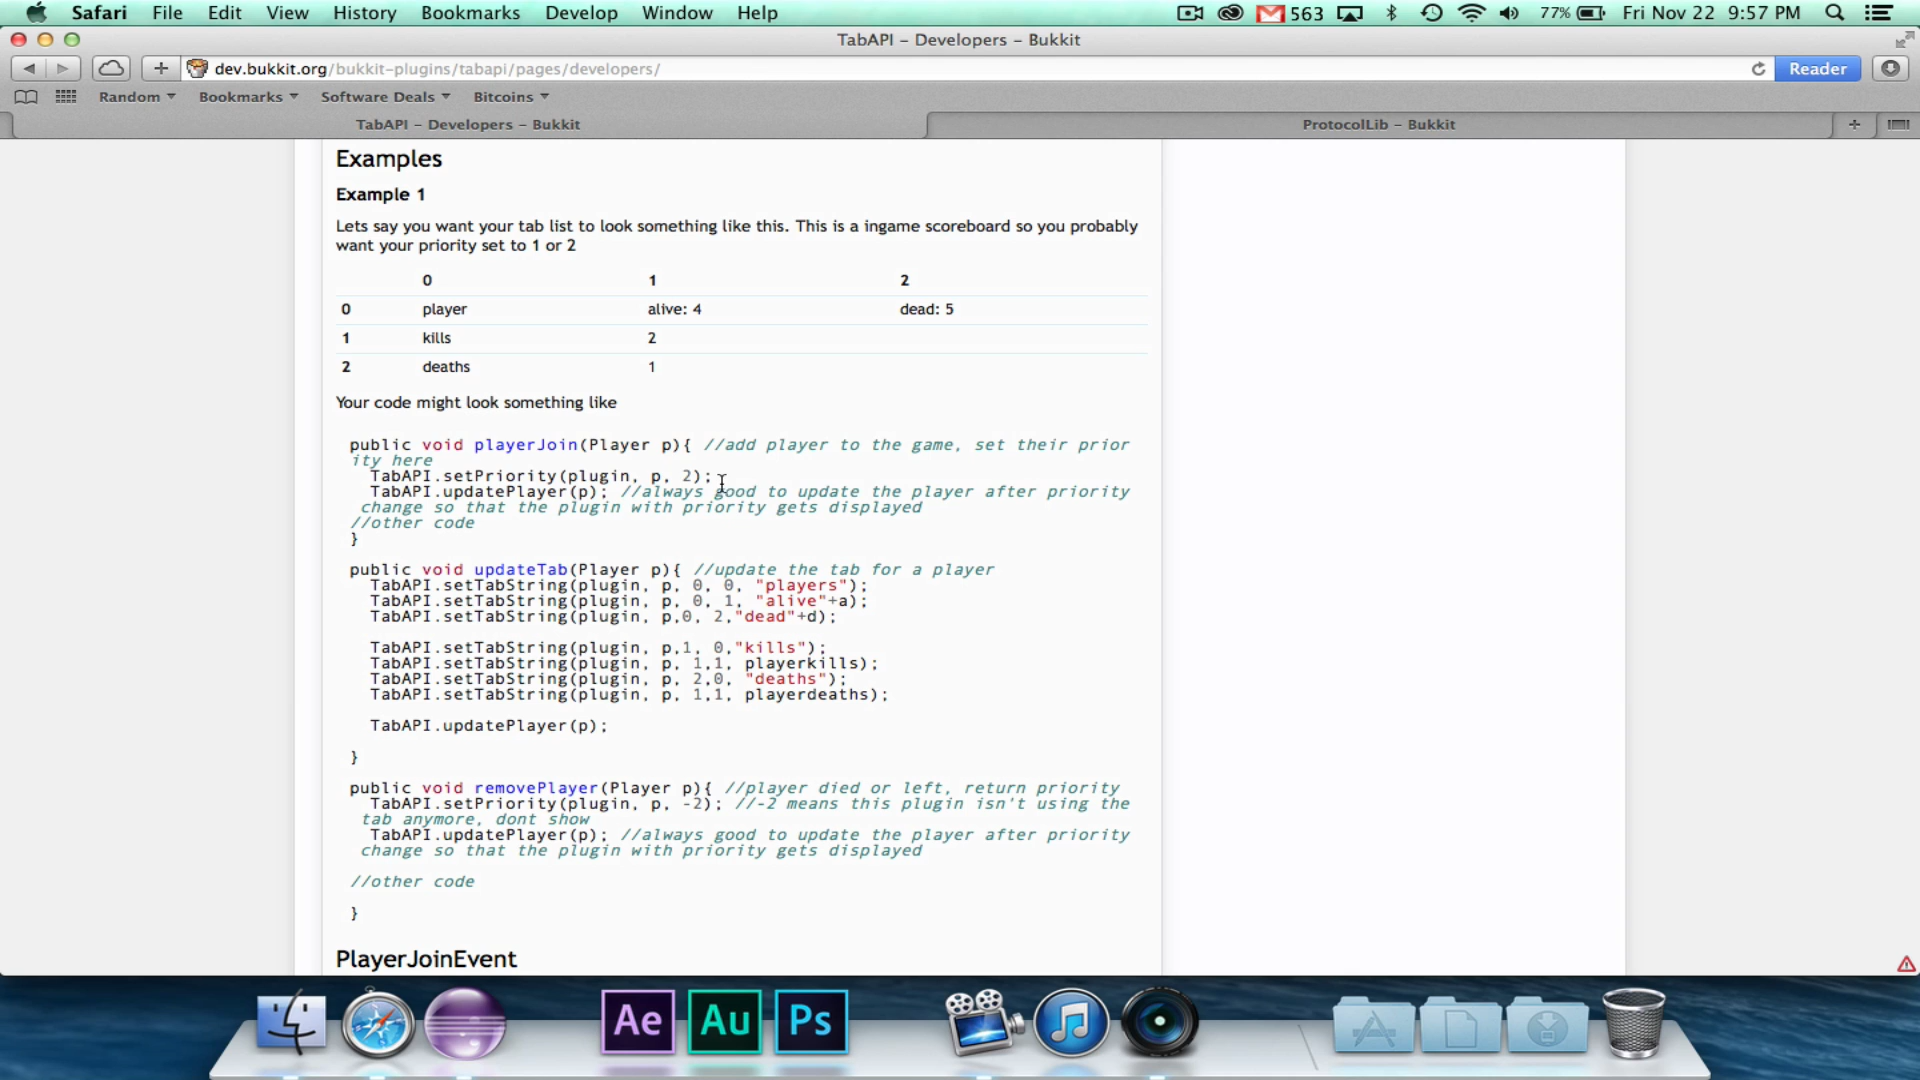 Safari File Edit View History Bookmarks Develop Window Help 563 77% Fri Nov 22 9:57 PM
TabAPI – Developers – Bukkit
dev.bukkit.org/bukkit-plugins/tabapi/pages/developers/ Reader
Random Bookmarks Software Deals Bitcoins
TabAPI – Developers – Bukkit ProtocolLib – Bukkit
Examples
Example 1
Lets say you want your tab list to look something like this. This is a ingame scoreboard so you probably
want your priority set to 1 or 2
0 1 2
0 player alive: 4 dead: 5
1 kills 2
2 deaths 1
Your code might look something like
public void playerJoin(Player p){ //add player to the game, set their prior
ity here
TabAPI.setPriority(plugin, p, 2);
TabAPI.updatePlayer(p); //always good to update the player after priority
change so that the plugin with priority gets displayed
//other code
}
public void updateTab(Player p){ //update the tab for a player
TabAPI.setTabString(plugin, p, 0, 0, "players");
TabAPI.setTabString(plugin, p, 0, 1, "alive"+a);
TabAPI.setTabString(plugin, p,0, 2,"dead"+d);
TabAPI.setTabString(plugin, p,1, 0,"kills");
TabAPI.setTabString(plugin, p, 1,1, playerkills);
TabAPI.setTabString(plugin, p, 2,0, "deaths");
TabAPI.setTabString(plugin, p, 1,1, playerdeaths);
TabAPI.updatePlayer(p);
}
public void removePlayer(Player p){ //player died or left, return priority
TabAPI.setPriority(plugin, p, -2); //-2 means this plugin isn't using the
tab anymore, dont show
TabAPI.updatePlayer(p); //always good to update the player after priority
change so that the plugin with priority gets displayed
//other code
}
PlayerJoinEvent
Ae Au Ps